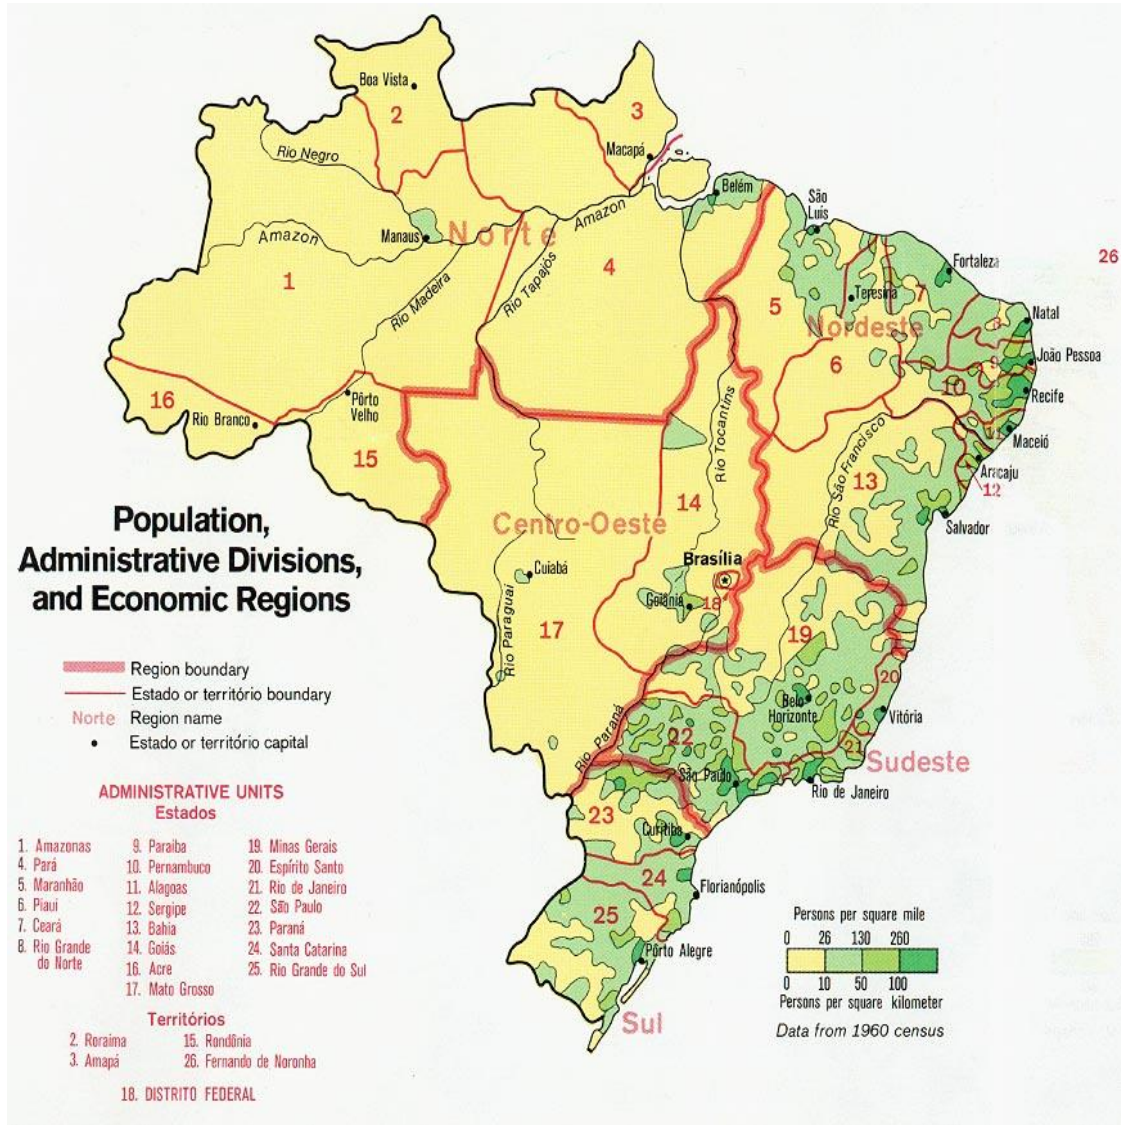 Boa Vista
2
3
Macapá
Rio Negro
Belém
São
Luís
Amazon
Manaus
Norte
Amazon
26
Fortaleza
1
4
Rio Madeira
Rio Tapajós
5
Teresina
7
8
Natal
Nordeste
João Pessoa
9
6
10
Recife
16
Pôrto
Velho
Rio Branco
Rio Tocantins
Rio São Francisco
11
Maceió
15
Aracaju
12
13
14
Salvador
Centro-Oeste
Population,
Administrative Divisions,
and Economic Regions
Brasília
Cuiabá
Goiânia
18
Rio Paraguai
17
19
20
Region boundary
Estado or território boundary
Norte Region name
Estado or território capital
Belo
Horizonte
Vitória
Rio Paraná
22
21
Sudeste
São Paulo
Rio de Janeiro
23
Curitiba
24
Florianópolis
25
Pôrto Alegre
Sul
ADMINISTRATIVE UNITS
Estados
1. Amazonas
4. Pará
5. Maranhão
6. Piauí
7. Ceará
8. Rio Grande
do Norte
9. Paraiba
10. Pernambuco
11. Alagoas
12. Sergipe
13. Bahia
14. Goiás
16. Acre
17. Mato Grosso
19. Minas Gerais
20. Espírito Santo
21. Rio de Janeiro
22. São Paulo
23. Paraná
24. Santa Catarina
25. Rio Grande do Sul
Territórios
2. Roraima
3. Amapá
15. Rondônia
26. Fernando de Noronha
18. DISTRITO FEDERAL
Persons per square mile
0 26 130 260
0 10 50 100
Persons per square kilometer
Data from 1960 census